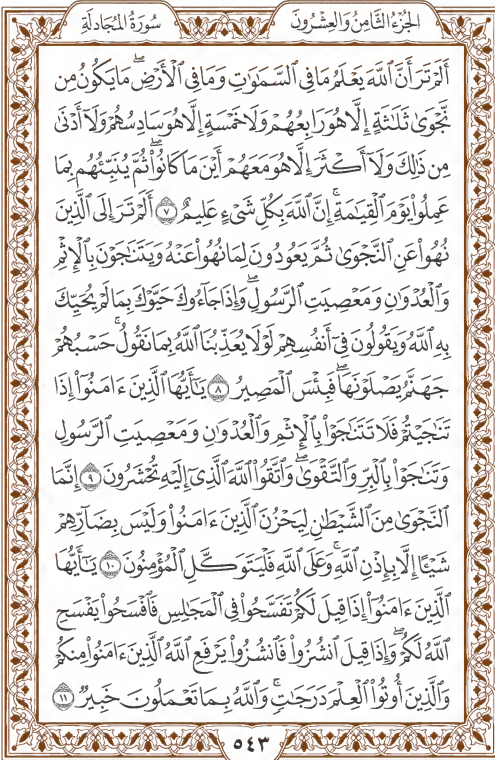 الجُزْءُ الثَّامِنُ وَالعِشْرُونَ
سُورَةُ المُجَادلَةِ
أَلَمْ تَرَ أَنَّ ٱللَّهَ يَعْلَمُ مَا فِى ٱلسَّمَٰوَٰتِ وَمَا فِى ٱلْأَرْضِۖ مَا يَكُونُ مِن
نَّجْوَىٰ ثَلَٰثَةٍ إِلَّا هُوَ رَابِعُهُمْ وَلَا خَمْسَةٍ إِلَّا هُوَ سَادِسُهُمْ وَلَآ أَدْنَىٰ
مِن ذَٰلِكَ وَلَآ أَكْثَرَ إِلَّا هُوَ مَعَهُمْ أَيْنَ مَا كَانُوا۟ۖ ثُمَّ يُنَبِّئُهُم بِمَا
عَمِلُوا۟ يَوْمَ ٱلْقِيَٰمَةِۚ إِنَّ ٱللَّهَ بِكُلِّ شَىْءٍ عَلِيمٌ ٧ أَلَمْ تَرَ إِلَى ٱلَّذِينَ
نُهُوا۟ عَنِ ٱلنَّجْوَىٰ ثُمَّ يَعُودُونَ لِمَا نُهُوا۟ عَنْهُ وَيَتَنَٰجَوْنَ بِٱلْإِثْمِ
وَٱلْعُدْوَٰنِ وَمَعْصِيَتِ ٱلرَّسُولِۖ وَإِذَا جَآءُوكَ حَيَّوْكَ بِمَا لَمْ يُحَيِّكَ
بِهِ ٱللَّهُ وَيَقُولُونَ فِىٓ أَنفُسِهِمْ لَوْلَا يُعَذِّبُنَا ٱللَّهُ بِمَا نَقُولُۚ حَسْبُهُمْ
جَهَنَّمُ يَصْلَوْنَهَاۖ فَبِئْسَ ٱلْمَصِيرُ ٨ يَٰٓأَيُّهَا ٱلَّذِينَ ءَامَنُوٓا۟ إِذَا
تَنَٰجَيْتُمْ فَلَا تَتَنَٰجَوْا۟ بِٱلْإِثْمِ وَٱلْعُدْوَٰنِ وَمَعْصِيَتِ ٱلرَّسُولِ
وَتَنَٰجَوْا۟ بِٱلْبِرِّ وَٱلتَّقْوَىٰۖ وَٱتَّقُوا۟ ٱللَّهَ ٱلَّذِىٓ إِلَيْهِ تُحْشَرُونَ ٩ إِنَّمَا
ٱلنَّجْوَىٰ مِنَ ٱلشَّيْطَٰنِ لِيَحْزُنَ ٱلَّذِينَ ءَامَنُوا۟ وَلَيْسَ بِضَآرِّهِمْ
شَيْـًٔا إِلَّا بِإِذْنِ ٱللَّهِۚ وَعَلَى ٱللَّهِ فَلْيَتَوَكَّلِ ٱلْمُؤْمِنُونَ ١٠ يَٰٓأَيُّهَا
ٱلَّذِينَ ءَامَنُوٓا۟ إِذَا قِيلَ لَكُمْ تَفَسَّحُوا۟ فِى ٱلْمَجَٰلِسِ فَٱفْسَحُوا۟ يَفْسَحِ
ٱللَّهُ لَكُمْۖ وَإِذَا قِيلَ ٱنشُزُوا۟ فَٱنشُزُوا۟ يَرْفَعِ ٱللَّهُ ٱلَّذِينَ ءَامَنُوا۟ مِنكُمْ
وَٱلَّذِينَ أُوتُوا۟ ٱلْعِلْمَ دَرَجَٰتٍۚ وَٱللَّهُ بِمَا تَعْمَلُونَ خَبِيرٌ ١١
٥٤٣